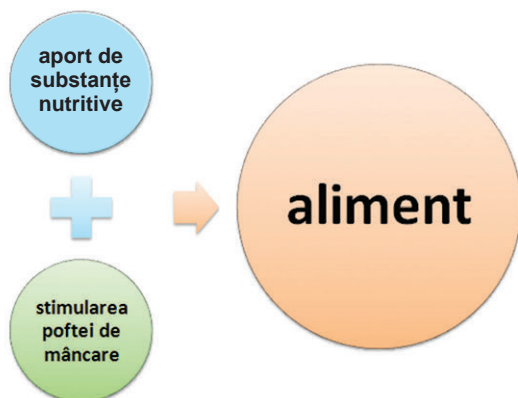 aport de
substanțe
nutritive
stimularea
poftei de
mâncare
aliment